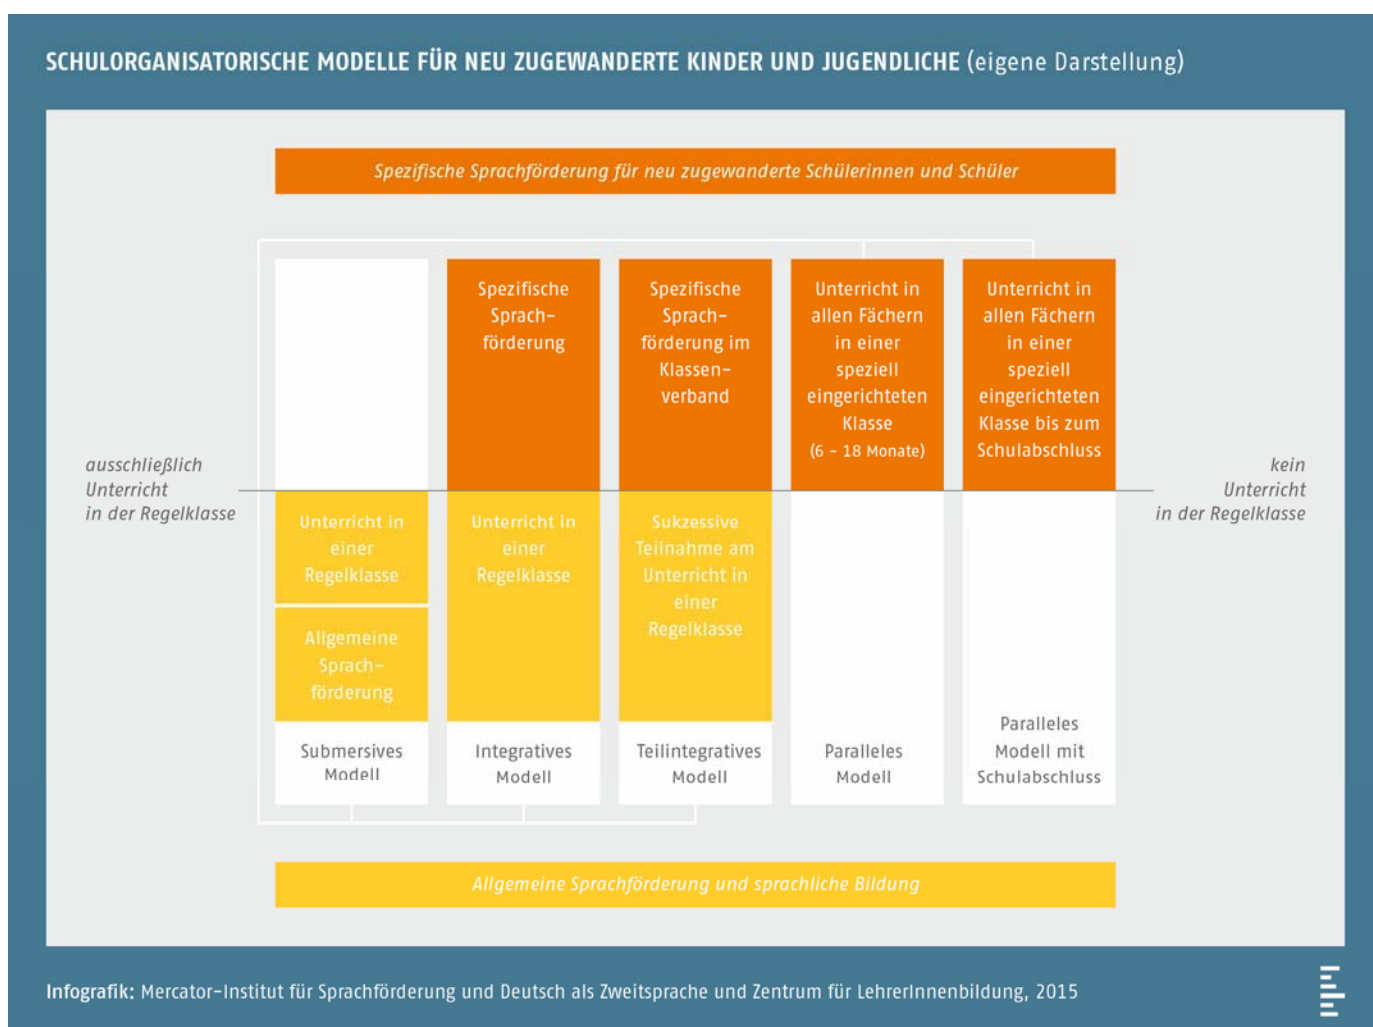 SCHULORGANISATORISCHE MODELLE FÜR NEU ZUGEWANDERTE KINDER UND JUGENDLICHE (eigene Darstellung)
Spezifische Sprachförderung für neu zugewanderte Schülerinnen und Schüler
ausschließlich
Unterricht
in der Regelklasse
Unterricht in
einer
Regelklasse
Allgemeine
Sprach-
förderung
Submersives
Modell
Spezifische
Sprach-
förderung
Unterricht in
einer
Regelklasse
Integratives
Modell
Spezifische
Sprach-
förderung im
Klassen-
verband
Sukzessive
Teilnahme am
Unterricht in
einer
Regelklasse
Teilintegratives
Modell
Unterricht in
allen Fächern
in einer
speziell
eingerichteten
Klasse
(6 – 18 Monate)
Paralleles
Modell
Unterricht in
allen Fächern
in einer
speziell
eingerichteten
Klasse bis zum
Schulabschluss
Paralleles
Modell mit
Schulabschluss
kein
Unterricht
in der Regelklasse
Allgemeine Sprachförderung und sprachliche Bildung
Infografik: Mercator-Institut für Sprachförderung und Deutsch als Zweitsprache und Zentrum für LehrerInnenbildung, 2015